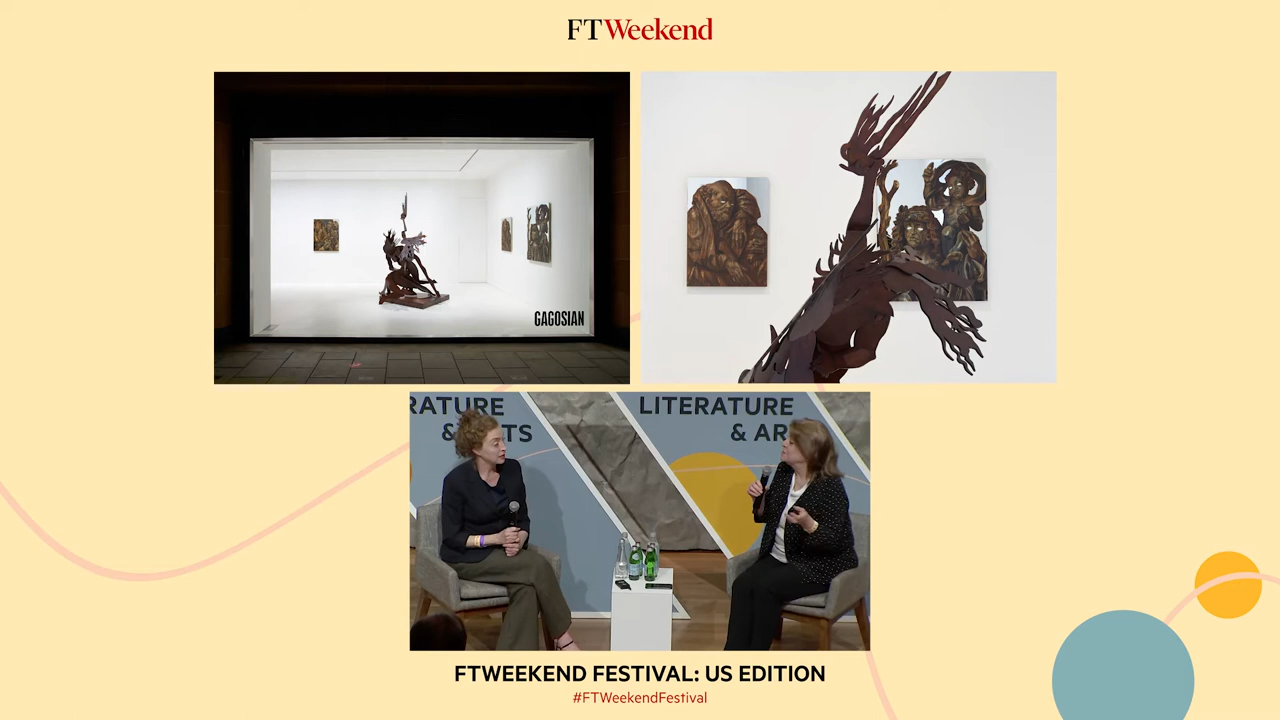 FTWeekend
GAGOSIAN
RATURE
& ARTS
LITERATURE
& AR
FTWEEKEND FESTIVAL: US EDITION
#FTWeekendFestival